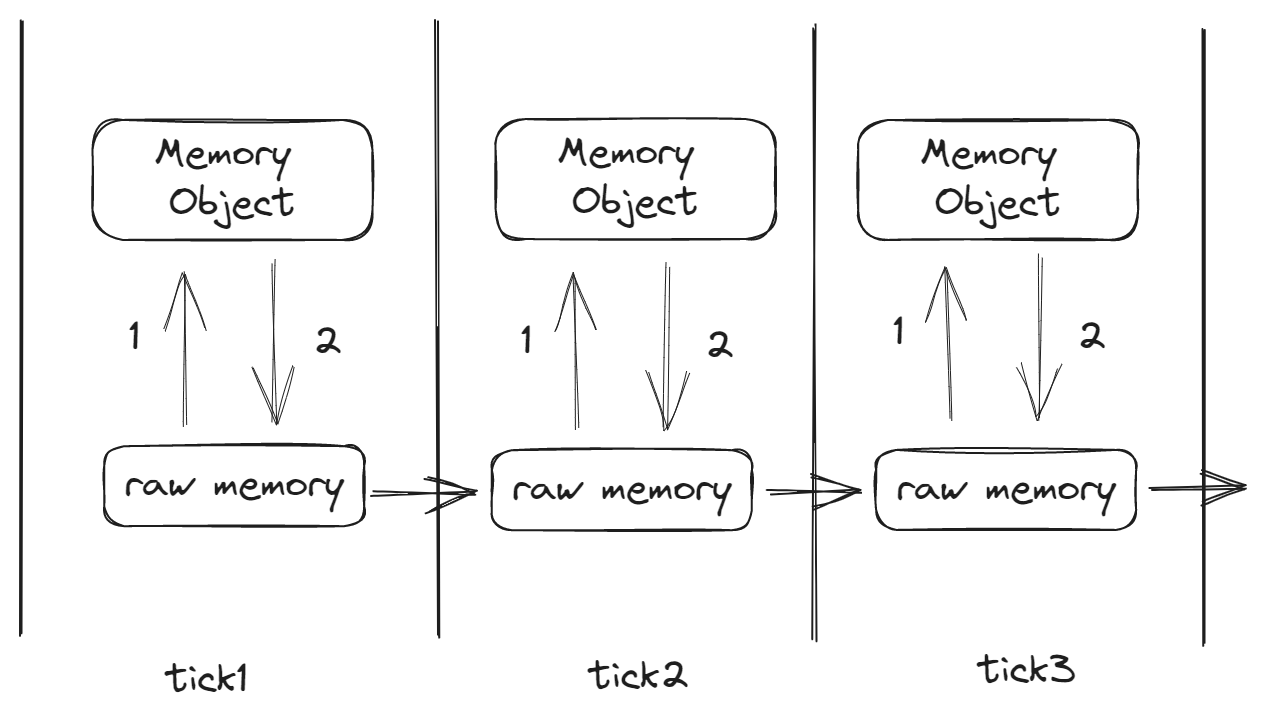 Memory
Object
1
2
raw memory
tick1
Memory
Object
1
2
raw memory
tick2
Memory
Object
1
2
raw memory
tick3